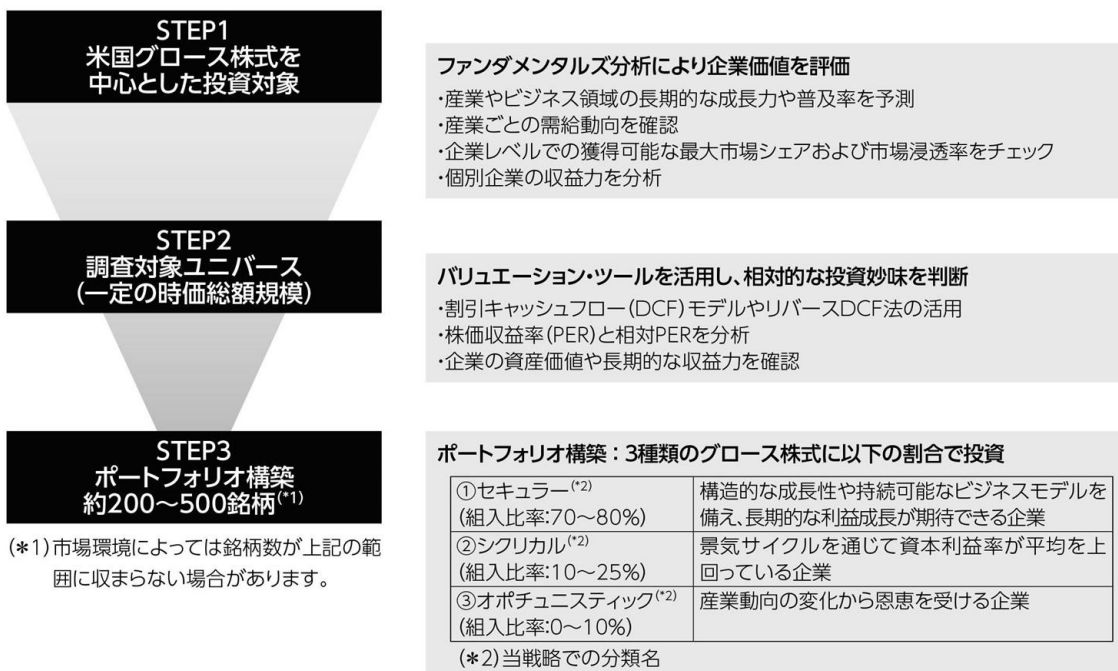 STEP1
米国グロース株式を
中心とした投資対象
ファンダメンタルズ分析により企業価値を評価
・産業やビジネス領域の長期的な成長力や普及率を予測
・産業ごとの需給動向を確認
・企業レベルでの獲得可能な最大市場シェアおよび市場浸透率をチェック
・個別企業の収益力を分析
STEP2
調査対象ユニバース
(一定の時価総額規模)
バリュエーション・ツールを活用し、相対的な投資妙味を判断
・割引キャッシュフロー(DCF)モデルやリバースDCF法の活用
・株価収益率(PER)と相対PERを分析
・企業の資産価値や長期的な収益力を確認
STEP3
ポートフォリオ構築
約200〜500銘柄(*1)
(*1)市場環境によっては銘柄数が上記の範
囲に収まらない場合があります。
ポートフォリオ構築:3種類のグロース株式に以下の割合で投資
①セキュラー(*2)
(組入比率:70〜80%)
構造的な成長性や持続可能なビジネスモデルを
備え、長期的な利益成長が期待できる企業
②シクリカル(*2)
(組入比率:10〜25%)
景気サイクルを通じて資本利益率が平均を上
回っている企業
③オポチュニスティック(*2)
(組入比率:0〜10%)
産業動向の変化から恩恵を受ける企業
(*2)当戦略での分類名